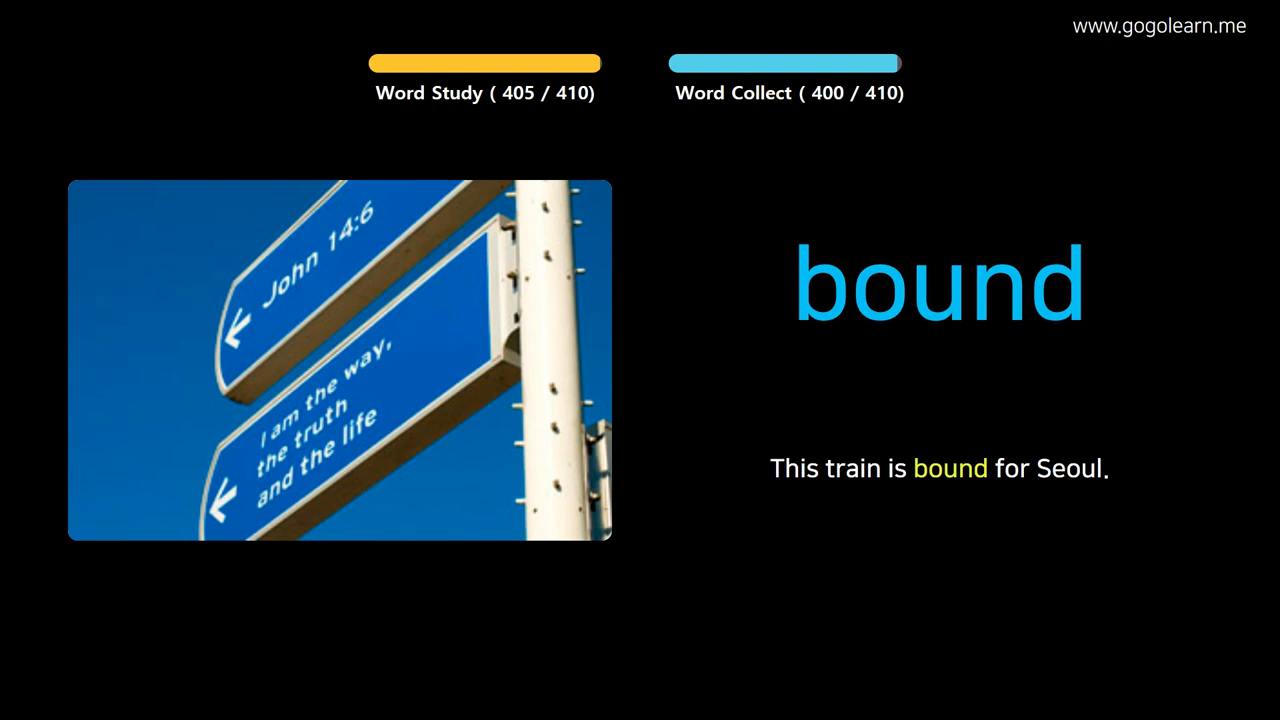 www.gogolearn.me
Word Study ( 405 / 410)
Word Collect ( 400 / 410)
John 14:6
I am the way,
the truth
and the life
bound
This train is bound for Seoul.